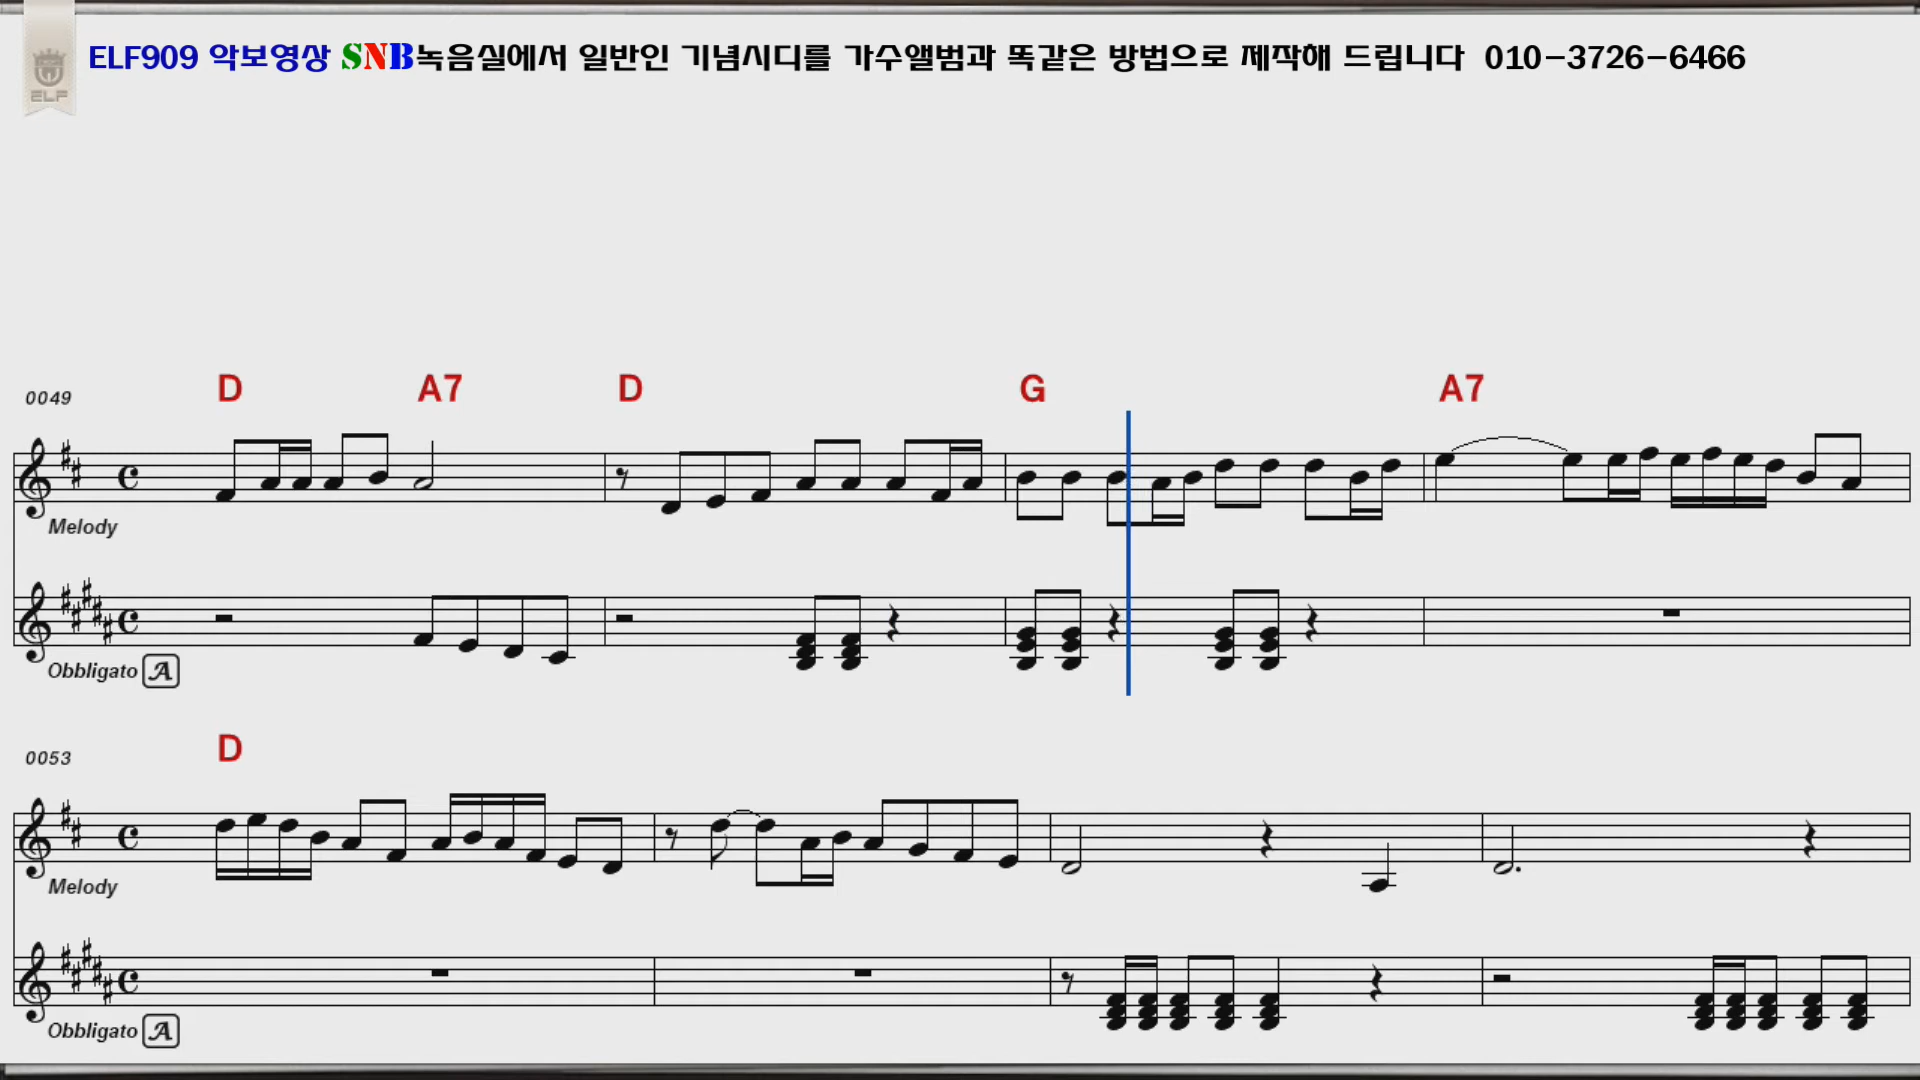 ELF909 악보영상 SNB녹음실에서 일반인 기념시디를 가수앨범과 똑같은 방법으로 제작해 드립니다 010-3726-6466
ELF
0049 D A7 D G A7
Melody
Obbligato A
0053 D
Melody
Obbligato A